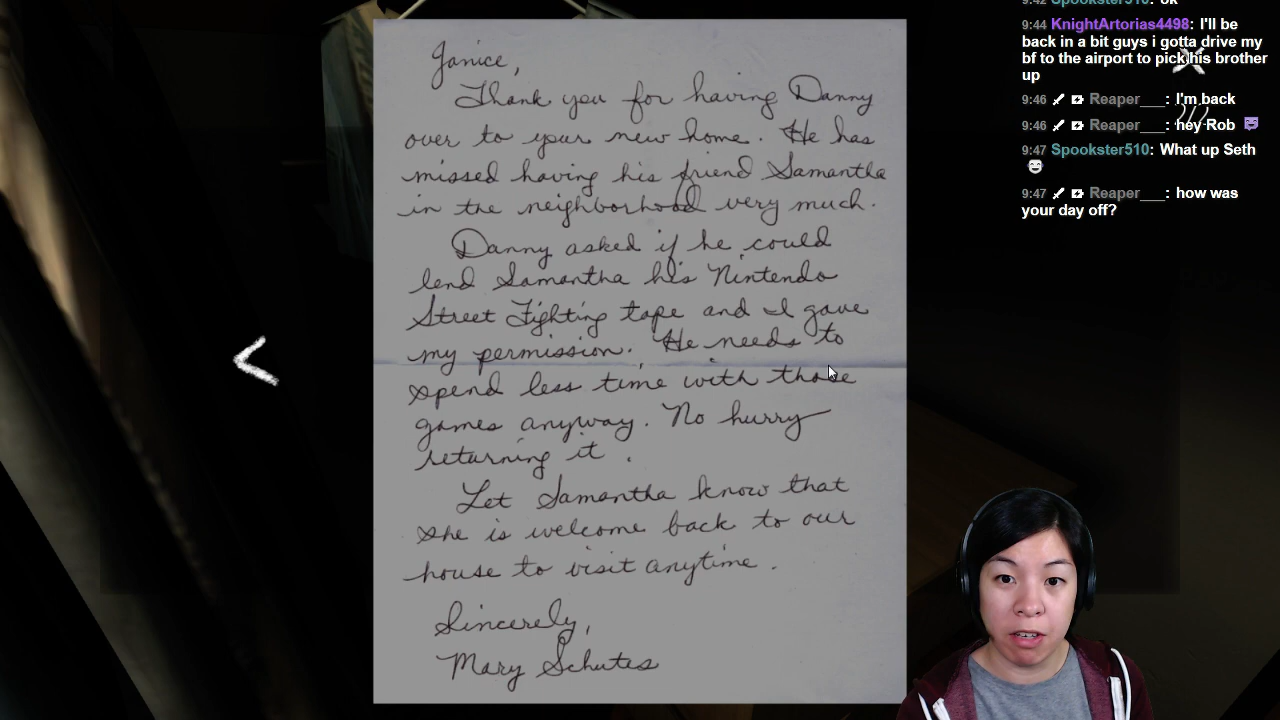 Janice,
Thank you for having Danny
over to your new home. He has
missed having his friend Samantha
in the neighborhood very much.
Danny asked if he could
lend Samantha his Nintendo
Street Fighting tape and I gave
my permission. He needs to
spend less time with those
games anyway. No hurry
returning it.
Let Samantha know that
she is welcome back to our
house to visit anytime.
Sincerely,
Mary Schutes
9:42 Spookster510: ok
9:44 KnightArtorias4498: I'll be
back in a bit guys i gotta drive my
bf to the airport to pick his brother
up
9:46 Reaper___: I'm back
9:46 Reaper___: hey Rob
9:47 Spookster510: What up Seth
9:47 Reaper___: how was
your day off?